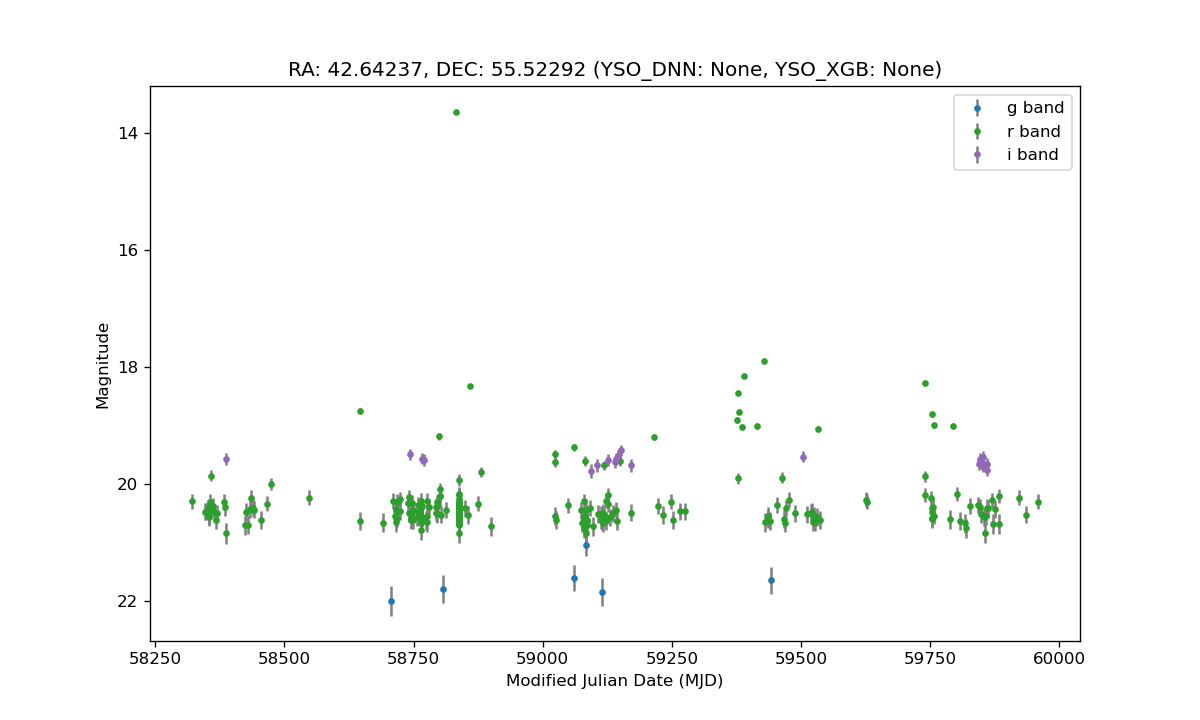 RA: 42.64237, DEC: 55.52292 (YSO_DNN: None, YSO_XGB: None)
g band
r band
i band
14
16
18
20
22
Magnitude
58250 58500 58750 59000 59250 59500 59750 60000
Modified Julian Date (MJD)